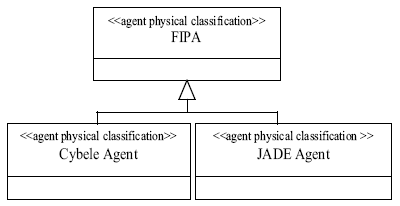 <<agent physical classification>>
FIPA
<<agent physical classification>>
Cybele Agent
<<agent physical classification >>
JADE Agent